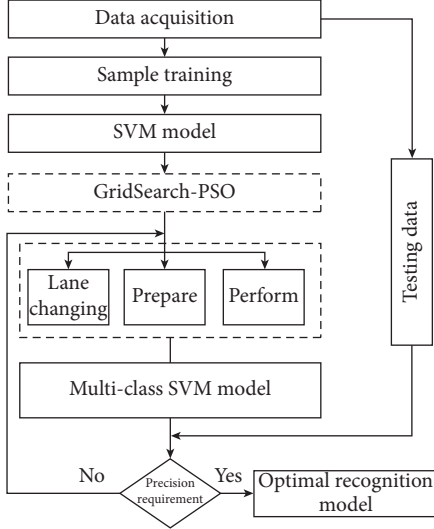 Data acquisition
Sample training
SVM model
GridSearch-PSO
Lane
changing
Prepare
Perform
Testing data
Multi-class SVM model
No
Precision
requirement
Yes
Optimal recognition
model